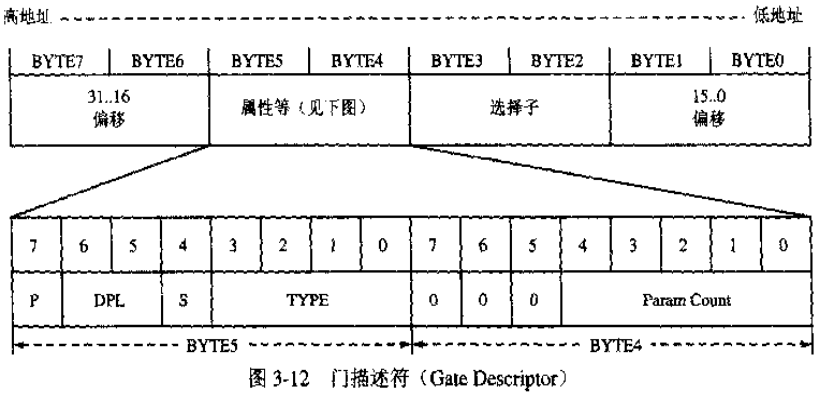 高地址 低地址
BYTE7 BYTE6 BYTE5 BYTE4 BYTE3 BYTE2 BYTE1 BYTE0
31..16 15..0
偏移 属性等（见下图） 选择子 偏移
7 6 5 4 3 2 1 0 7 6 5 4 3 2 1 0
P DPL S TYPE 0 0 0 Param Count
BYTE5 BYTE4
图 3-12 门描述符（Gate Descriptor）